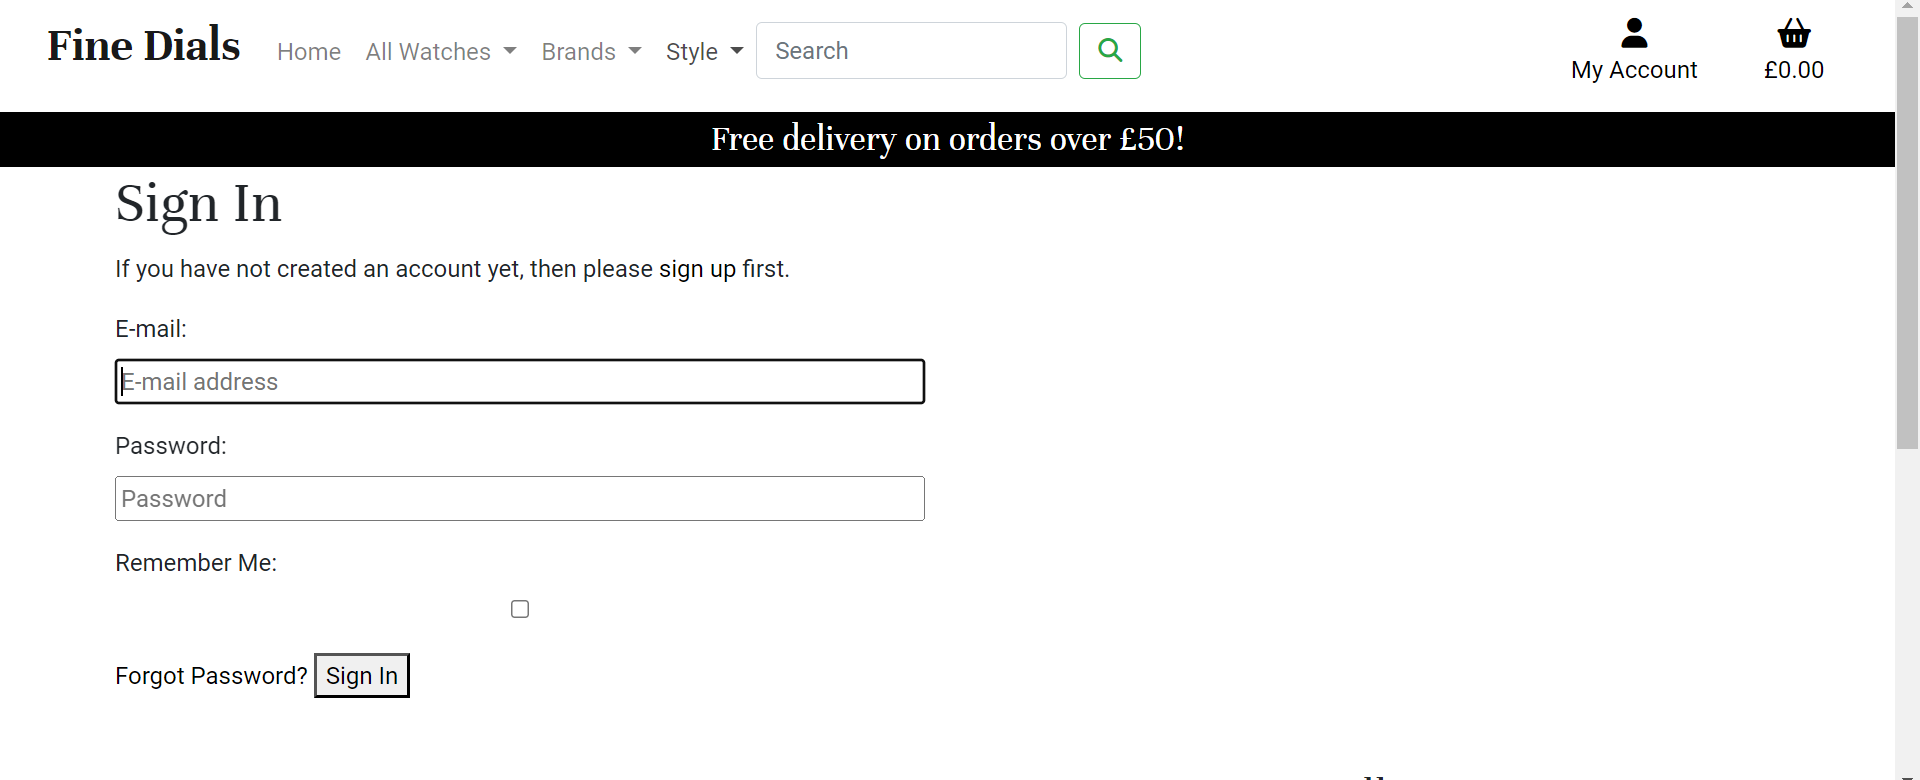 Fine Dials Home All Watches Brands Style Search
My Account £0.00
Free delivery on orders over £50!
Sign In
If you have not created an account yet, then please sign up first.
E-mail:
E-mail address
Password:
Password
Remember Me:
Forgot Password? Sign In